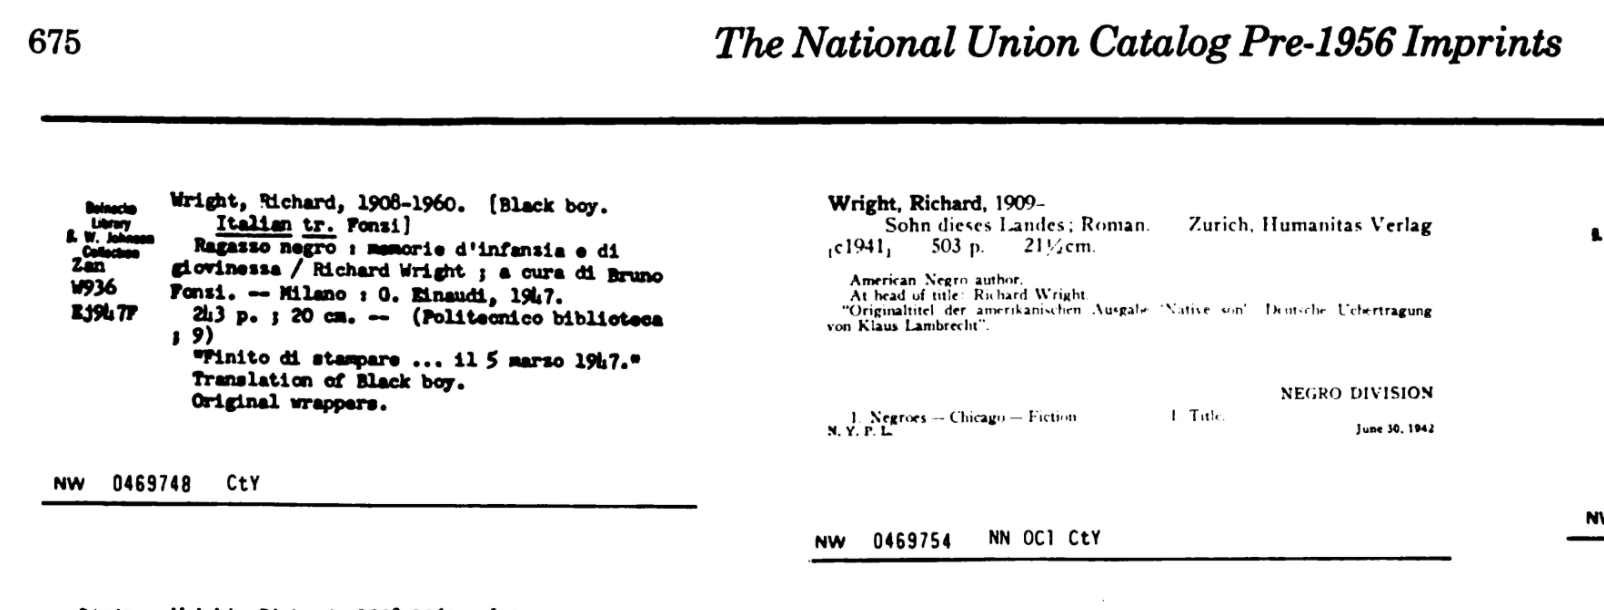 675
The National Union Catalog Pre-1956 Imprints
Beinecke
Library
J. W. Johnson
Collection
Zan
W936
EJ947F
Wright, Richard, 1908-1960. [Black boy.
Italian tr. Fonzi]
Ragazzo negro : memorie d'infanzia e di
giovinezza / Richard Wright ; a cura di Bruno
Fonzi. -- Milano : G. Einaudi, 1947.
243 p. ; 20 cm. -- (Politecnico biblioteca
; 9)
"Finito di stampare ... il 5 marzo 1947."
Translation of Black boy.
Original wrappers.
NW 0469748 CtY
Wright, Richard, 1909-
Sohn dieses Landes; Roman. Zurich, Humanitas Verlag
[c1941] 503 p. 21½cm.
American Negro author.
At head of title: Richard Wright.
"Originaltitel der amerikanischen Ausgabe 'Native son' Deutsche Uebertragung
von Klaus Lambrecht".
NEGRO DIVISION
1. Negroes — Chicago — Fiction I. Title.
N. Y. P. L. June 30, 1942
NW 0469754 NN OCl CtY